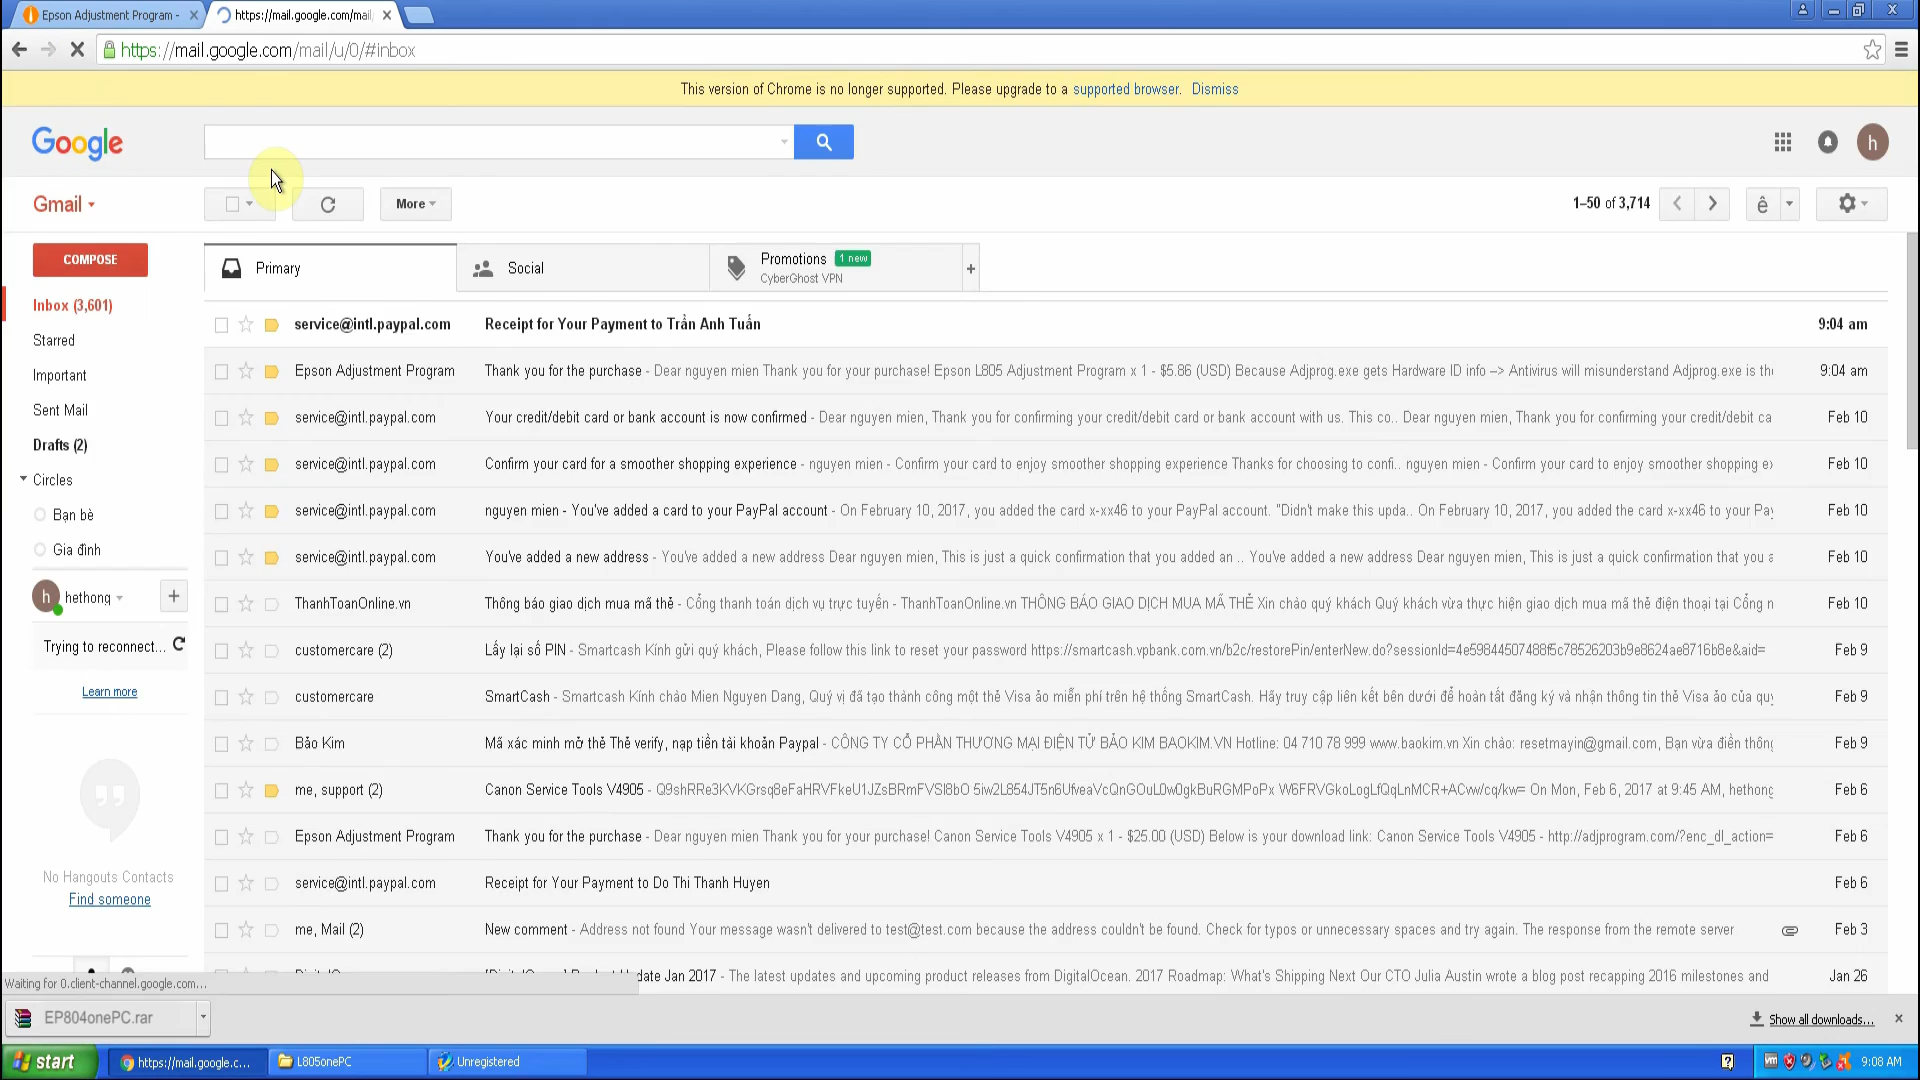 Epson Adjustment Program -
https://mail.google.com/mail
https://mail.google.com/mail/u/0/#inbox
This version of Chrome is no longer supported. Please upgrade to a supported browser. Dismiss
Google
Gmail
More
1–50 of 3,714
h
COMPOSE
Primary
Social
Promotions 1 new
CyberGhost VPN
Inbox (3,601)
Starred
Important
Sent Mail
Drafts (2)
Circles
Bạn bè
Gia đình
h hethong
Trying to reconnect...
Learn more
No Hangouts Contacts
Find someone
service@intl.paypal.com Receipt for Your Payment to Trần Anh Tuấn 9:04 am
Epson Adjustment Program Thank you for the purchase - Dear nguyen mien Thank you for your purchase! Epson L805 Adjustment Program x 1 - $5.86 (USD) Because Adjprog.exe gets Hardware ID info --> Antivirus will misunderstand Adjprog.exe is the 9:04 am
service@intl.paypal.com Your credit/debit card or bank account is now confirmed - Dear nguyen mien, Thank you for confirming your credit/debit card or bank account with us. This co.. Dear nguyen mien, Thank you for confirming your credit/debit ca Feb 10
service@intl.paypal.com Confirm your card for a smoother shopping experience - nguyen mien - Confirm your card to enjoy smoother shopping experience Thanks for choosing to confi.. nguyen mien - Confirm your card to enjoy smoother shopping ex Feb 10
service@intl.paypal.com nguyen mien - You've added a card to your PayPal account - On February 10, 2017, you added the card x-xx46 to your PayPal account. "Didn't make this upda.. On February 10, 2017, you added the card x-xx46 to your Pay Feb 10
service@intl.paypal.com You've added a new address - You've added a new address Dear nguyen mien, This is just a quick confirmation that you added an .. You've added a new address Dear nguyen mien, This is just a quick confirmation that you a Feb 10
ThanhToanOnline.vn Thông báo giao dịch mua mã thẻ - Cổng thanh toán dịch vụ trực tuyến - ThanhToanOnline.vn THÔNG BÁO GIAO DỊCH MUA MÃ THẺ Xin chào quý khách Quý khách vừa thực hiện giao dịch mua mã thẻ điện thoại tại Cổng n Feb 10
customercare (2) Lấy lại số PIN - Smartcash Kính gửi quý khách, Please follow this link to reset your password https://smartcash.vpbank.com.vn/b2c/restorePin/enterNew.do?sessionId=4e59844507488f5c78526203b9e8624ae8716b8e&aid= Feb 9
customercare SmartCash - Smartcash Kính chào Mien Nguyen Dang, Quý vị đã tạo thành công một thẻ Visa ảo miễn phí trên hệ thống SmartCash. Hãy truy cập liên kết bên dưới để hoàn tất đăng ký và nhận thông tin thẻ Visa ảo của quy Feb 9
Bảo Kim Mã xác minh mở thẻ Thẻ verify, nạp tiền tài khoản Paypal - CÔNG TY CỔ PHẦN THƯƠNG MẠI ĐIỆN TỬ BẢO KIM BAOKIM.VN Hotline: 04 710 78 999 www.baokim.vn Xin chào: resetmayin@gmail.com, Bạn vừa điền thông Feb 9
me, support (2) Canon Service Tools V4905 - Feb 6
Epson Adjustment Program Thank you for the purchase - Dear nguyen mien Thank you for your purchase! Canon Service Tools V4905 x 1 - $25.00 (USD) Below is your download link: Canon Service Tools V4905 - http://adjprogram.com/?enc_dl_action= Feb 6
service@intl.paypal.com Receipt for Your Payment to Do Thi Thanh Huyen Feb 6
me, Mail (2) New comment - Address not found Your message wasn't delivered to test@test.com because the address couldn't be found. Check for typos or unnecessary spaces and try again. The response from the remote server Feb 3
Update Jan 2017 - The latest updates and upcoming product releases from DigitalOcean. 2017 Roadmap: What's Shipping Next Our CTO Julia Austin wrote a blog post recapping 2016 milestones and Jan 26
Waiting for 0.client-channel.google.com...
EP804onePC.rar
Show all downloads...
start
https://mail.google.c...
L805onePC
Unregistered
9:08 AM